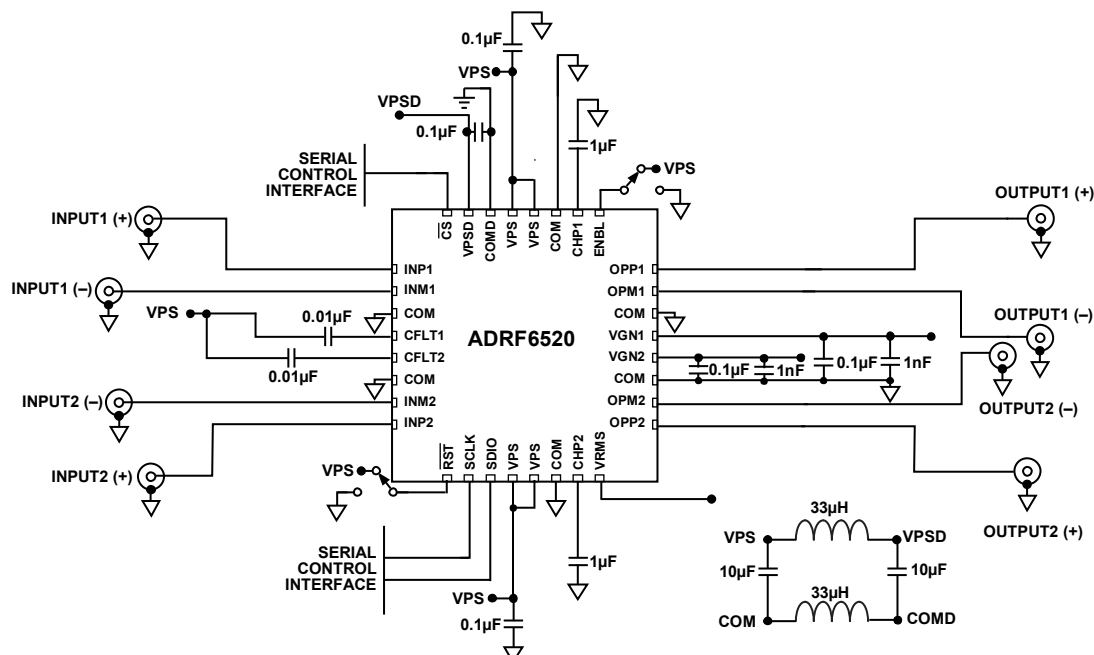 0.1µF
VPS
VPSD
0.1µF
1µF
VPS
SERIAL
CONTROL
INTERFACE
CS
VPSD
COMD
VPS
VPS
COM
CHP1
ENBL
INPUT1 (+)
INPUT1 (–)
VPS
0.01µF
0.01µF
INPUT2 (–)
INPUT2 (+)
INP1
INM1
COM
CFLT1
CFLT2
COM
INM2
INP2
ADRF6520
OPP1
OPM1
COM
VGN1
VGN2
COM
OPM2
OPP2
0.1µF
1nF
0.1µF
1nF
OUTPUT1 (+)
OUTPUT1 (–)
OUTPUT2 (–)
OUTPUT2 (+)
RST
SCLK
SDIO
VPS
VPS
COM
CHP2
VRMS
VPS
SERIAL
CONTROL
INTERFACE
VPS
0.1µF
1µF
33µH
VPS
VPSD
10µF
10µF
33µH
COM
COMD